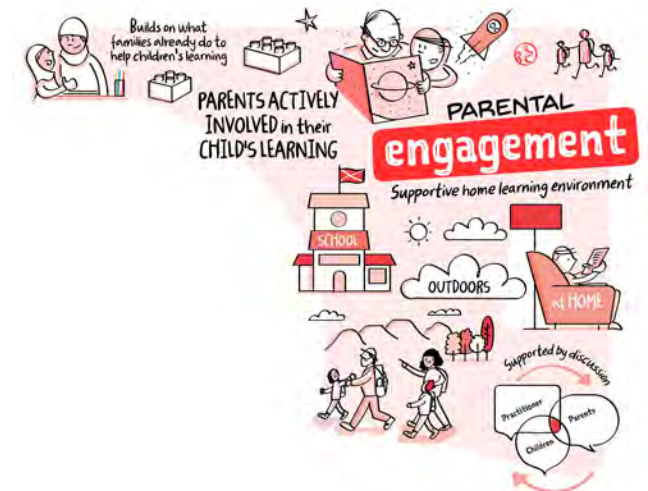 Builds on what
families already do to
help children's learning
PARENTS ACTIVELY
INVOLVED in their
CHILD'S LEARNING
PARENTAL
engagement
Supportive home learning environment
SCHOOL
OUTDOORS
at HOME
Supported by discussion
Practitioner
Parents
Children